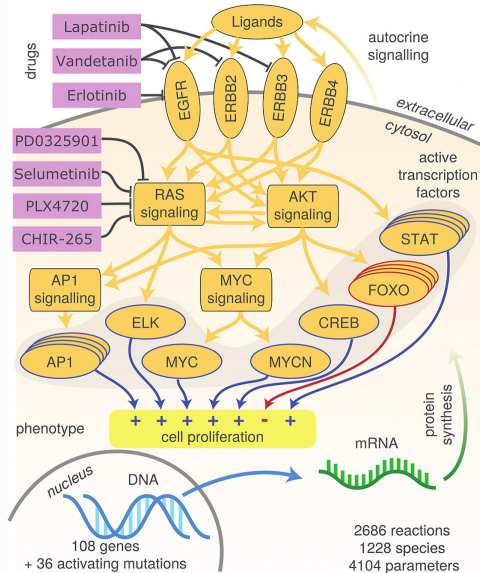 drugs
Lapatinib
Vandetanib
Erlotinib
Ligands
autocrine
signalling
EGFR
ERBB2
ERBB3
ERBB4
extracellular
cytosol
PD0325901
Selumetinib
PLX4720
CHIR-265
RAS
signaling
AKT
signaling
active
transcription
factors
STAT
FOXO
AP1
signalling
MYC
signaling
ELK
CREB
AP1
MYC
MYCN
+ + + + + - +
cell proliferation
phenotype
protein
synthesis
mRNA
nucleus
DNA
108 genes
+ 36 activating mutations
2686 reactions
1228 species
4104 parameters